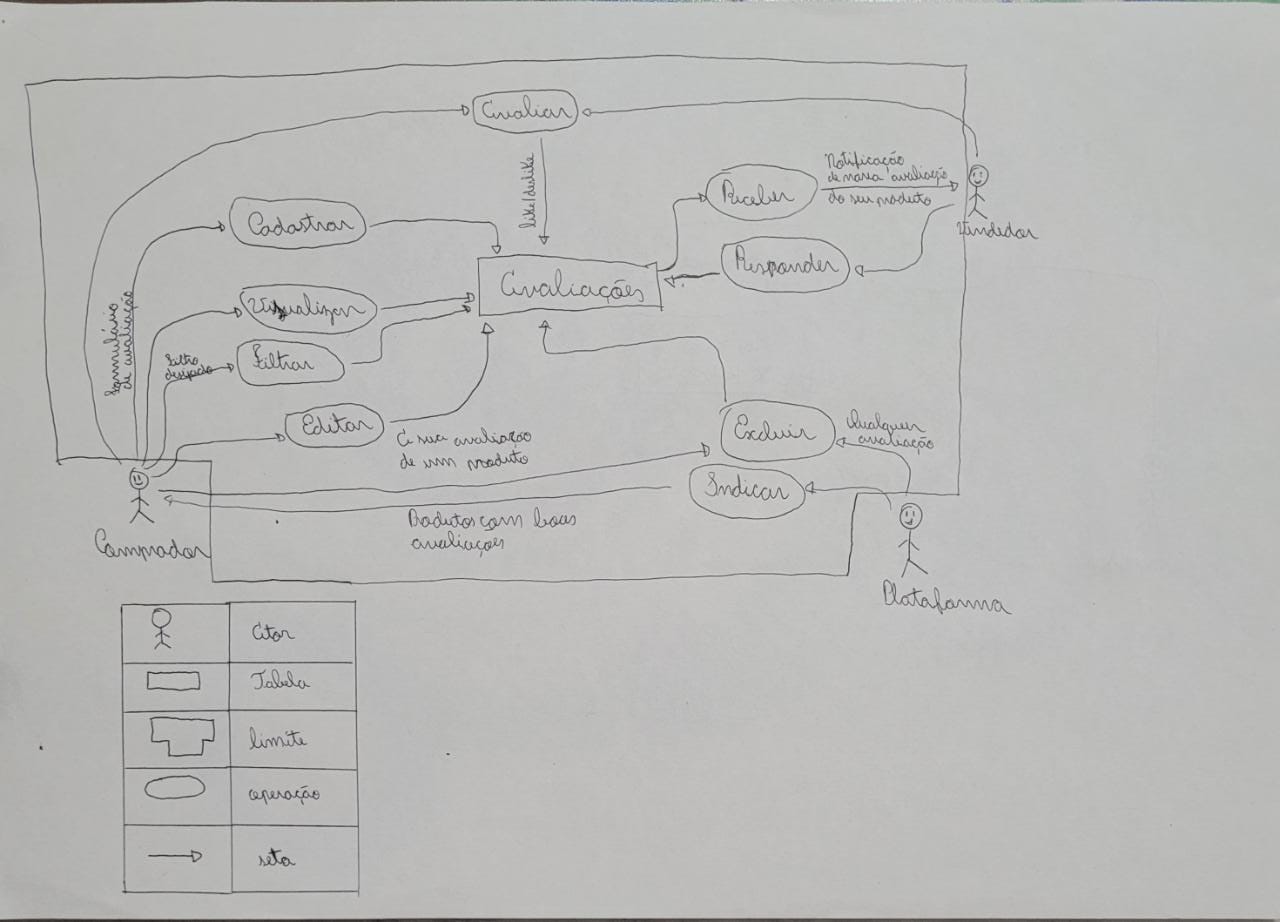 Avaliar
like/deslike
Notificação
de nova avaliação
do seu produto
Receber
Vendedor
Cadastrar
Responder
Avaliações
Visualizar
formulário
de avaliação
filtro
desejado
Filtrar
Editar
A sua avaliação
de um produto
Excluir
Qualquer
avaliação
Indicar
Produtos com boas
avaliações
Comprador
Plataforma
Ator
Tabela
limite
operação
seta